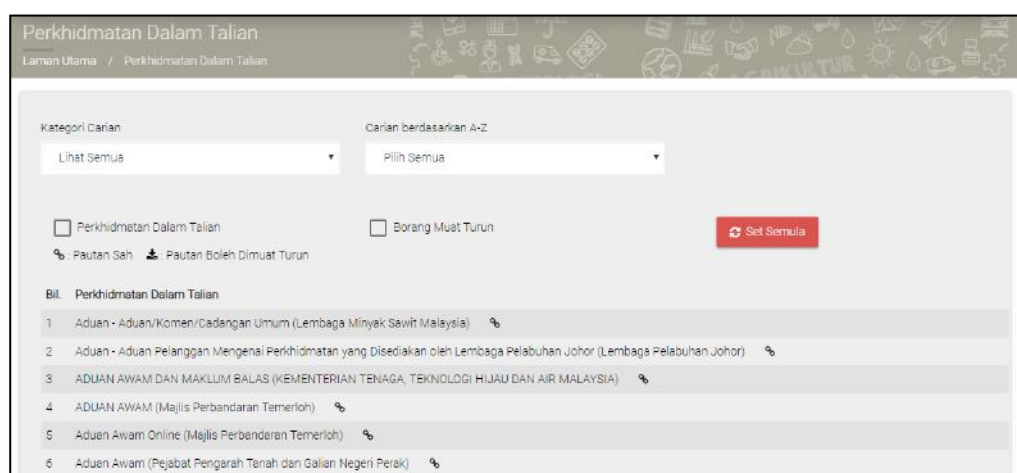 Perkhidmatan Dalam Talian
Laman Utama / Perkhidmatan Dalam Talian
Kategori Carian Carian berdasarkan A-Z
Lihat Semua Pilih Semua
Perkhidmatan Dalam Talian Borang Muat Turun Set Semula
: Pautan Sah : Pautan Boleh Dimuat Turun
Bil. Perkhidmatan Dalam Talian
1 Aduan - Aduan/Komen/Cadangan Umum (Lembaga Minyak Sawit Malaysia)
2 Aduan - Aduan Pelanggan Mengenai Perkhidmatan yang Disediakan oleh Lembaga Pelabuhan Johor (Lembaga Pelabuhan Johor)
3 ADUAN AWAM DAN MAKLUM BALAS (KEMENTERIAN TENAGA, TEKNOLOGI HIJAU DAN AIR MALAYSIA)
4 ADUAN AWAM (Majlis Perbandaran Temerloh)
5 Aduan Awam Online (Majlis Perbandaran Temerloh)
6 Aduan Awam (Pejabat Pengarah Tanah dan Galian Negeri Perak)